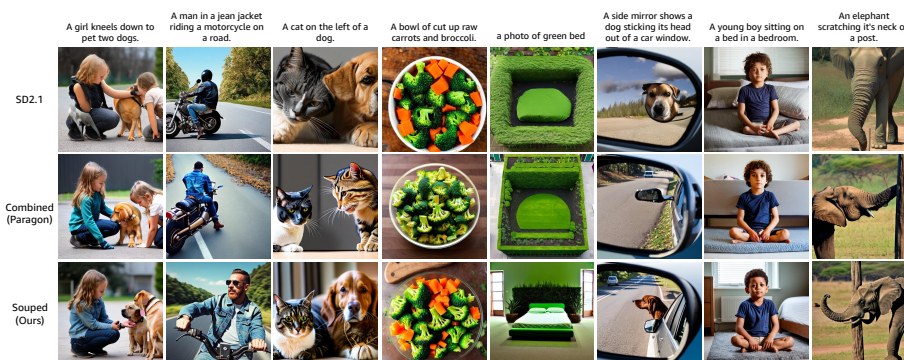 A girl kneels down to
pet two dogs.
A man in a jean jacket
riding a motorcycle on
a road.
A cat on the left of a
dog.
A bowl of cut up raw
carrots and broccoli.
a photo of green bed
A side mirror shows a
dog sticking its head
out of a car window.
A young boy sitting on
a bed in a bedroom.
An elephant
scratching it's neck o
a post.
SD2.1
Combined
(Paragon)
Souped
(Ours)